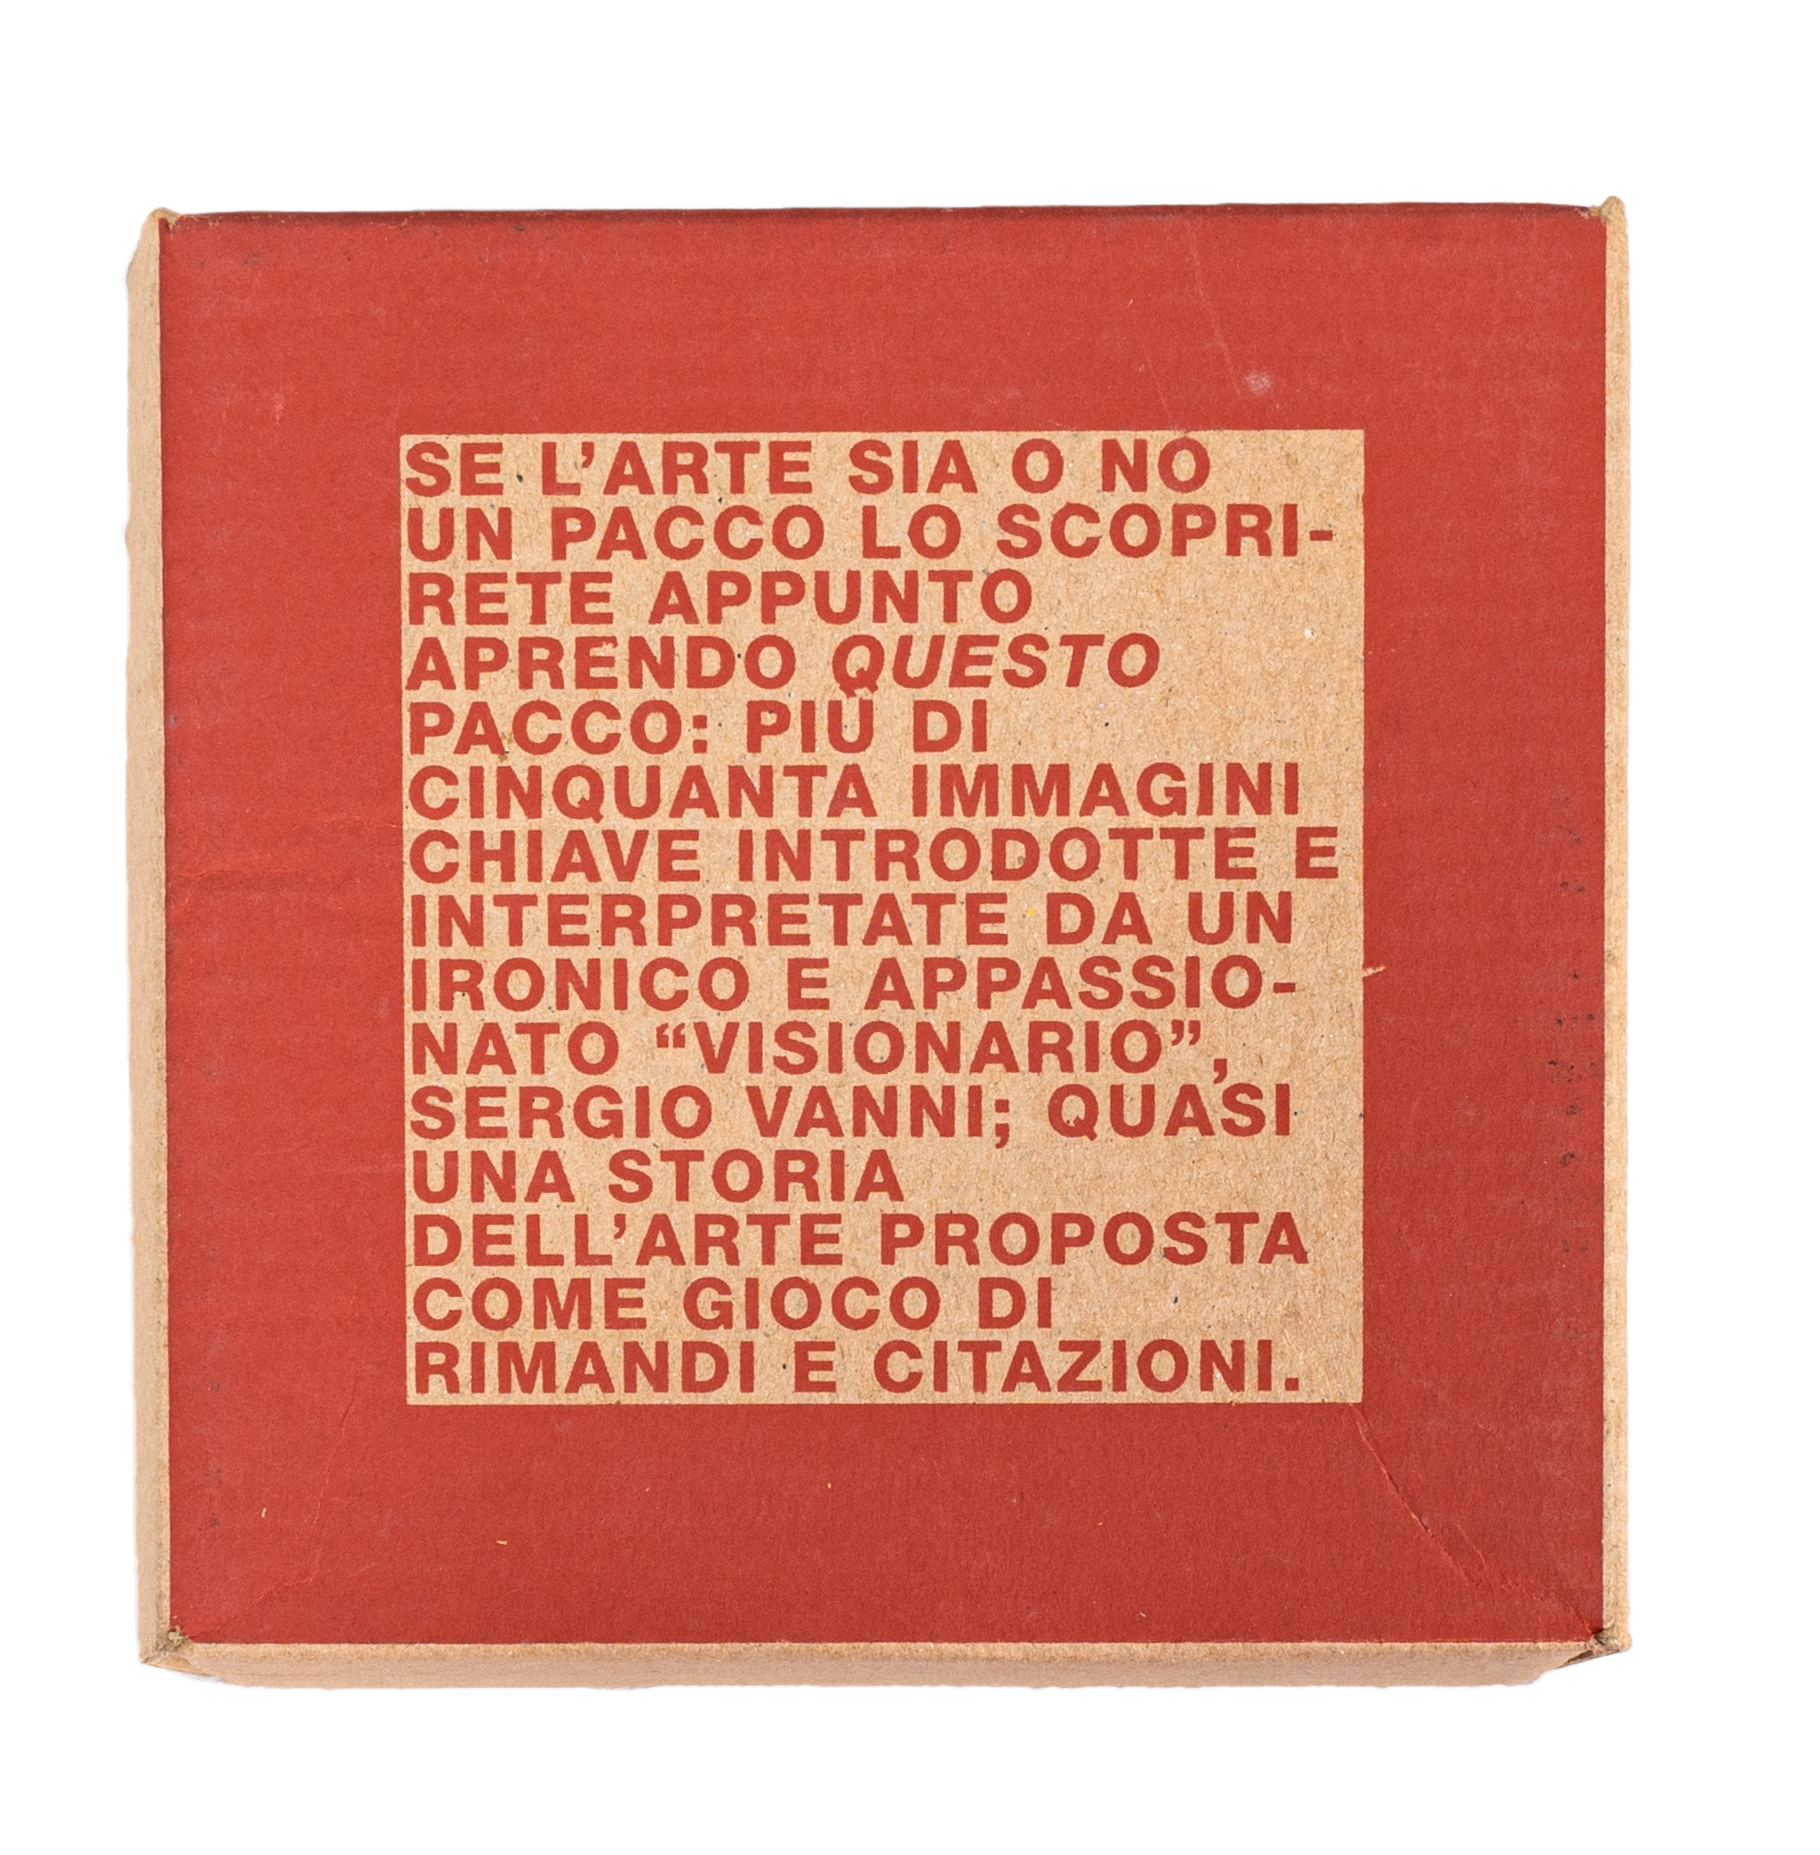 SE L’ARTE SIA O NO
UN PACCO LO SCOPRI-
RETE APPUNTO
APRENDO QUESTO
PACCO: PIÙ DI
CINQUANTA IMMAGINI
CHIAVE INTRODOTTE E
INTERPRETATE DA UN
IRONICO E APPASSIO-
NATO “VISIONARIO”,
SERGIO VANNI; QUASI
UNA STORIA
DELL’ARTE PROPOSTA
COME GIOCO DI
RIMANDI E CITAZIONI.